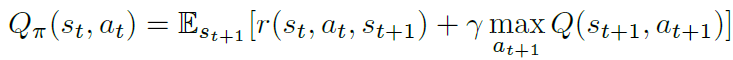 Q_π(s_t, a_t) = 𝔼_{s_{t+1}}[r(s_t, a_t, s_{t+1}) + γ max_{a_{t+1}} Q(s_{t+1}, a_{t+1})]